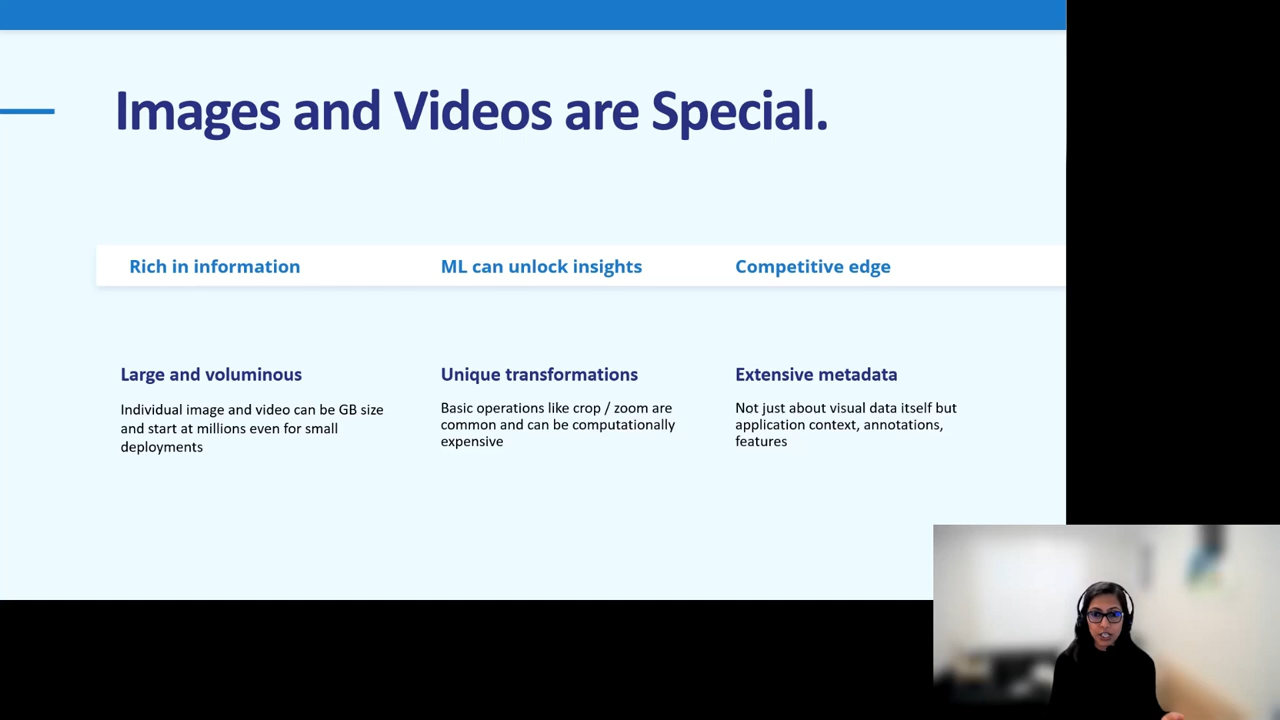 Images and Videos are Special.
Rich in information
ML can unlock insights
Competitive edge
Large and voluminous
Individual image and video can be GB size
and start at millions even for small
deployments
Unique transformations
Basic operations like crop / zoom are
common and can be computationally
expensive
Extensive metadata
Not just about visual data itself but
application context, annotations,
features